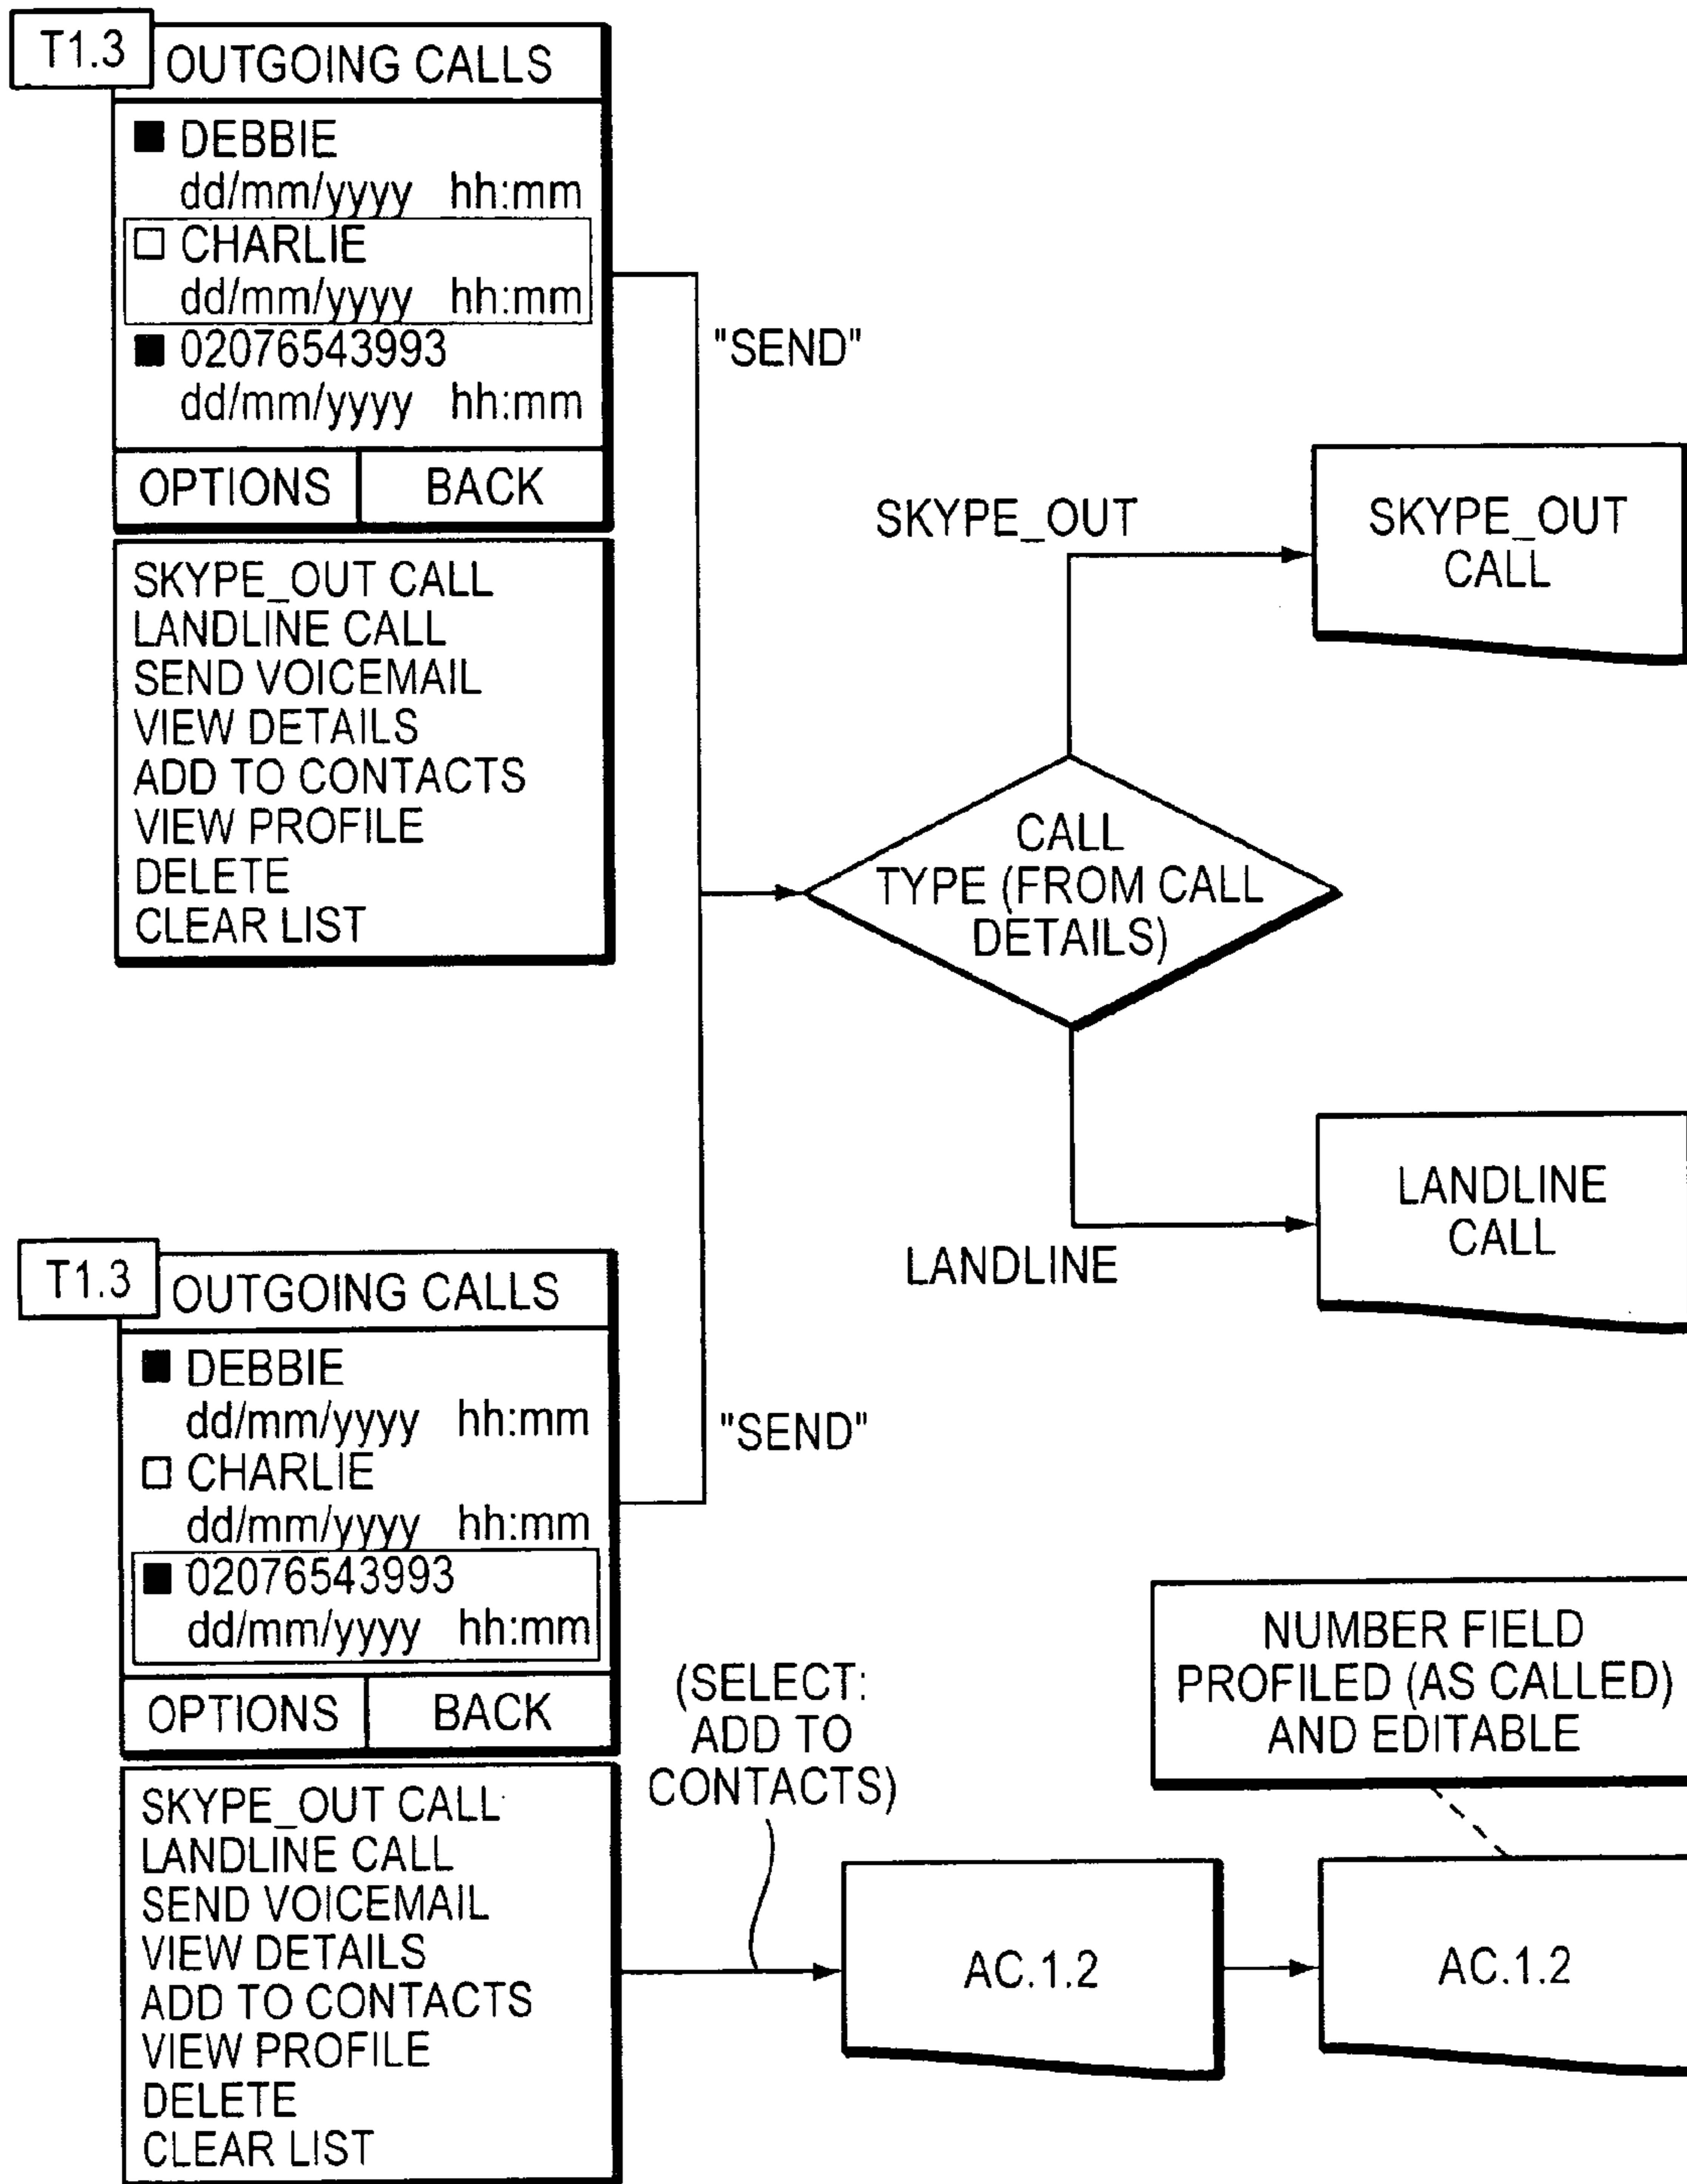 T1.3
OUTGOING CALLS
■ DEBBIE
dd/mm/yyyy hh:mm
□ CHARLIE
dd/mm/yyyy hh:mm
■ 02076543993
dd/mm/yyyy hh:mm
OPTIONS BACK
SKYPE_OUT CALL
LANDLINE CALL
SEND VOICEMAIL
VIEW DETAILS
ADD TO CONTACTS
VIEW PROFILE
DELETE
CLEAR LIST
"SEND"
SKYPE_OUT
SKYPE_OUT
CALL
CALL
TYPE (FROM CALL
DETAILS)
LANDLINE
LANDLINE
CALL
T1.3
OUTGOING CALLS
■ DEBBIE
dd/mm/yyyy hh:mm
□ CHARLIE
dd/mm/yyyy hh:mm
■ 02076543993
dd/mm/yyyy hh:mm
OPTIONS BACK
"SEND"
SKYPE_OUT CALL
LANDLINE CALL
SEND VOICEMAIL
VIEW DETAILS
ADD TO CONTACTS
VIEW PROFILE
DELETE
CLEAR LIST
(SELECT:
ADD TO
CONTACTS)
AC.1.2
NUMBER FIELD
PROFILED (AS CALLED)
AND EDITABLE
AC.1.2